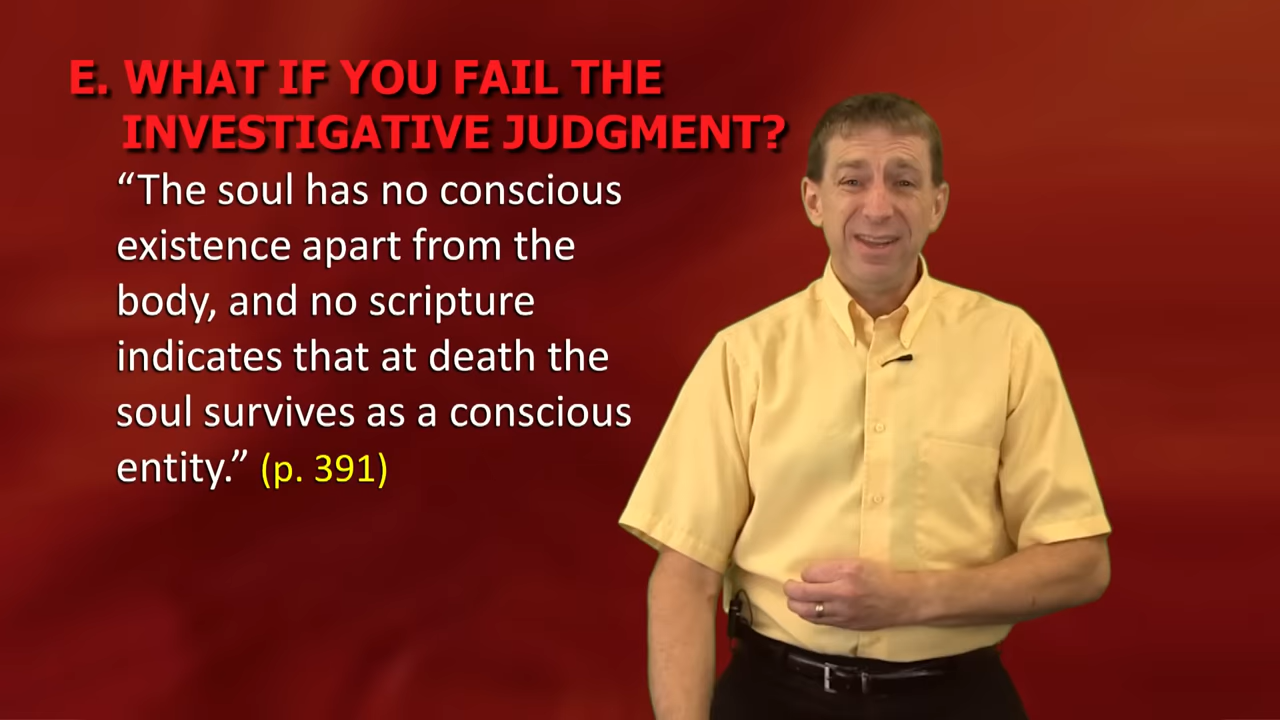 E. WHAT IF YOU FAIL THE
INVESTIGATIVE JUDGMENT?
“The soul has no conscious
existence apart from the
body, and no scripture
indicates that at death the
soul survives as a conscious
entity.” (p. 391)